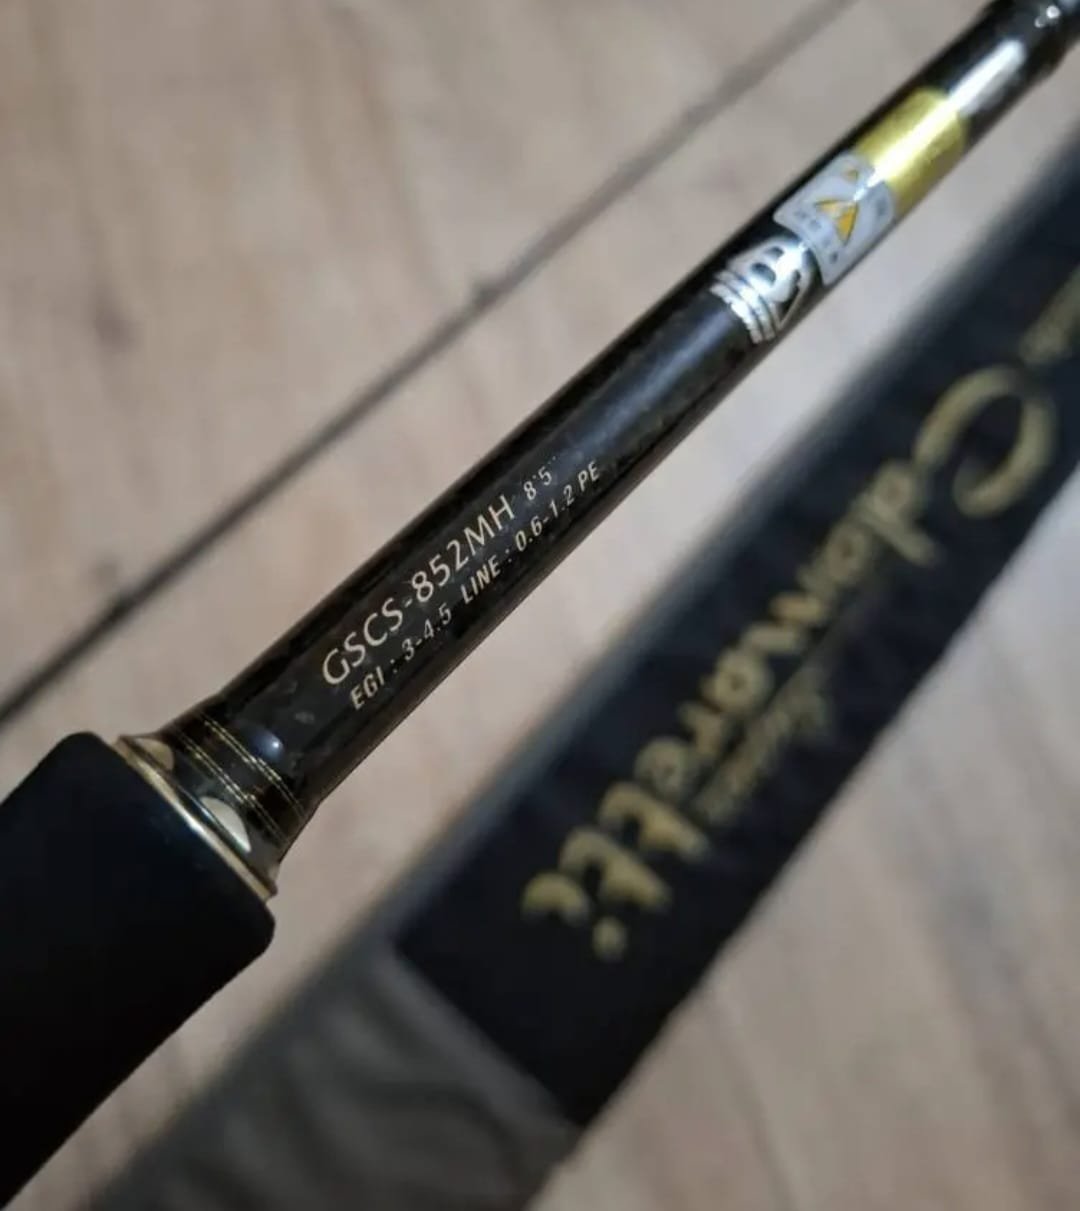 GSCS-852MH 8'5"
EGI : 3-4.5 LINE : 0.6-1.2 PE
Calamaretti